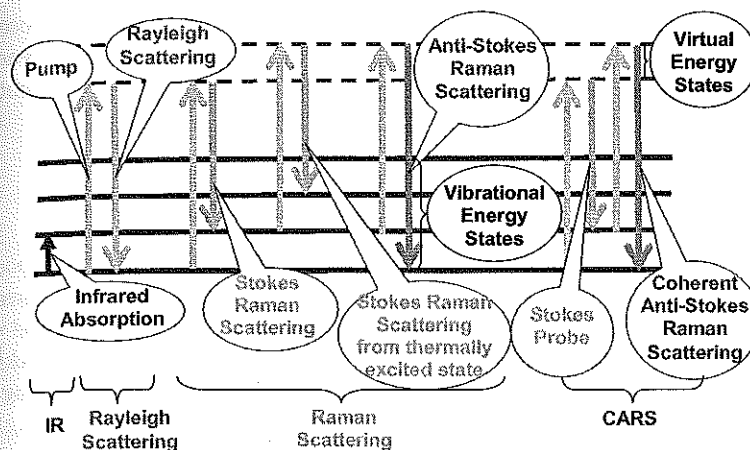 Pump
Rayleigh
Scattering
Anti-Stokes
Raman
Scattering
Virtual
Energy
States
Vibrational
Energy
States
Infrared
Absorption
Stokes
Raman
Scattering
Stokes Raman
Scattering
from thermally
excited state
Stokes
Probe
Coherent
Anti-Stokes
Raman
Scattering
IR
Rayleigh
Scattering
Raman
Scattering
CARS